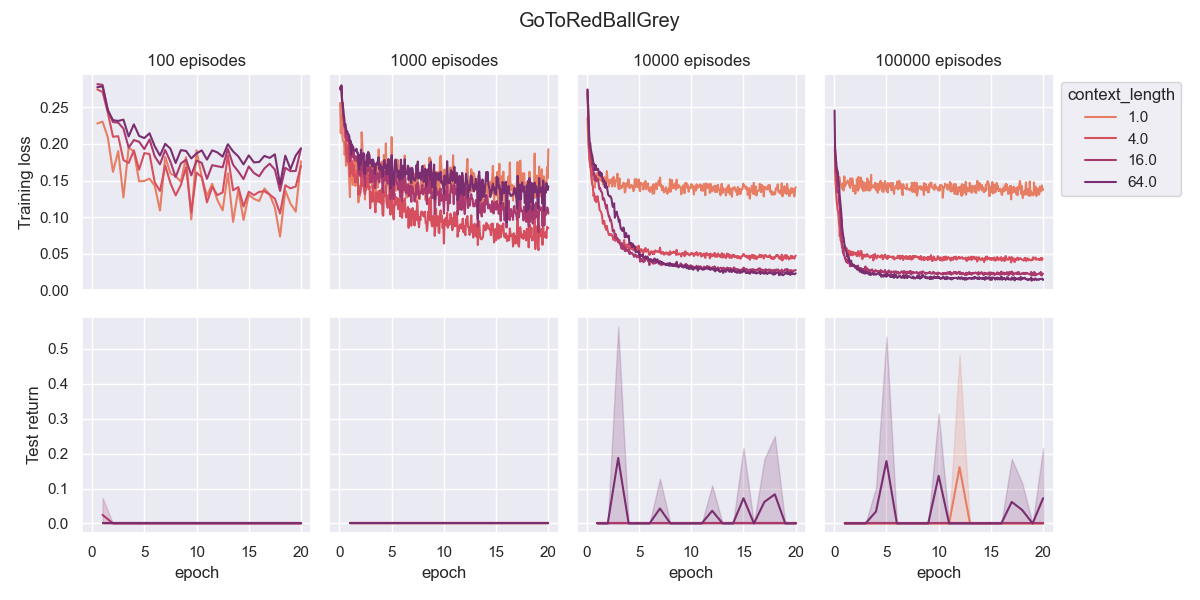 GoToRedBallGrey
100 episodes
1000 episodes
10000 episodes
100000 episodes
context_length
1.0
4.0
16.0
64.0
Training loss
0.25
0.20
0.15
0.10
0.05
0.00
Test return
0.5
0.4
0.3
0.2
0.1
0.0
0 5 10 15 20
0 5 10 15 20
0 5 10 15 20
0 5 10 15 20
epoch
epoch
epoch
epoch